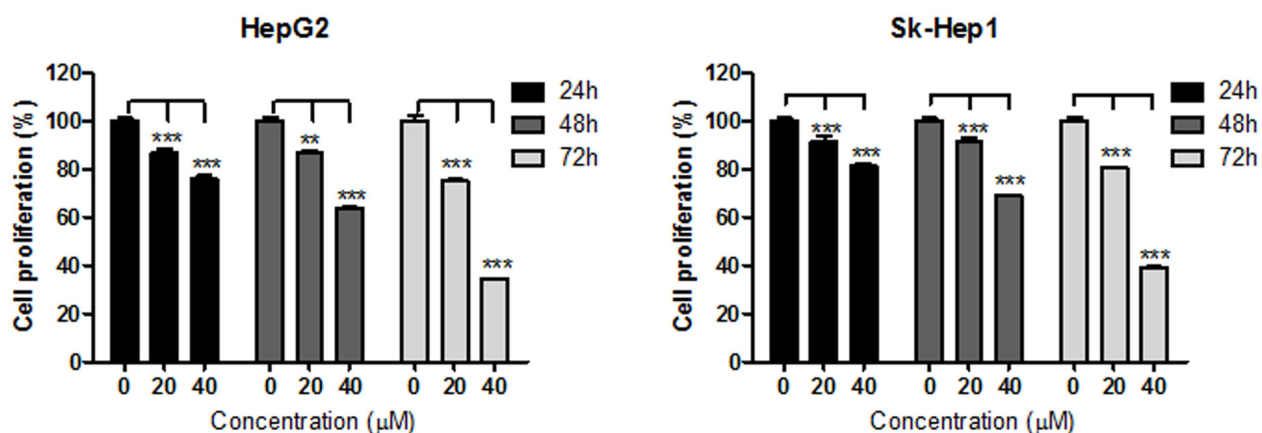 HepG2
120
100
80
60
40
20
0
Cell proliferation (%)
*** *** ** *** *** ***
24h
48h
72h
0 20 40 0 20 40 0 20 40
Concentration (μM)
Sk-Hep1
120
100
80
60
40
20
0
Cell proliferation (%)
*** *** *** *** *** ***
24h
48h
72h
0 20 40 0 20 40 0 20 40
Concentration (μM)